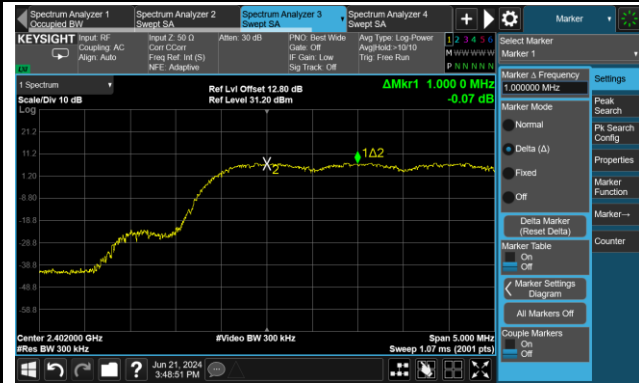 Spectrum Analyzer 1
Occupied BW
Spectrum Analyzer 2
Swept SA
Spectrum Analyzer 3
Swept SA
Spectrum Analyzer 4
Swept SA
+
Marker
KEYSIGHT
Input: RF
Coupling: AC
Align: Auto
Input Z: 50 Ω
Corr CCorr
Freq Ref: Int (S)
NFE: Adaptive
Atten: 30 dB
PNO: Best Wide
Gate: Off
IF Gain: Low
Sig Track: Off
Avg Type: Log-Power
Avg|Hold:>10/10
Trig: Free Run
1 2 3 4 5 6
M W W W W W
P N N N N N
Select Marker
Marker 1
1 Spectrum
Scale/Div 10 dB
Log
Ref Lvl Offset 12.80 dB
Ref Level 31.20 dBm
ΔMkr1 1.000 0 MHz
-0.07 dB
21.2
11.2
1.20
-8.80
-18.8
-28.8
-38.8
-48.8
-58.8
1Δ2
2
Center 2.402000 GHz
#Res BW 300 kHz
#Video BW 300 kHz
Span 5.000 MHz
Sweep 1.07 ms (2001 pts)
Marker Δ Frequency
1.000000 MHz
Marker Mode
Normal
Delta (Δ)
Fixed
Off
Delta Marker
(Reset Delta)
Marker Table
On
Off
Marker Settings
Diagram
All Markers Off
Couple Markers
On
Off
Settings
Peak
Search
Pk Search
Config
Properties
Marker
Function
Marker→
Counter
?
Jun 21, 2024
3:48:51 PM